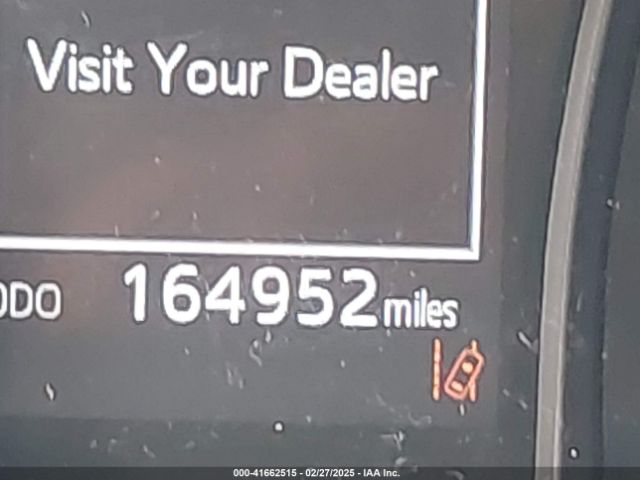 Visit Your Dealer
ODO 164952 miles
000-41662515 - 02/27/2025 - IAA Inc.